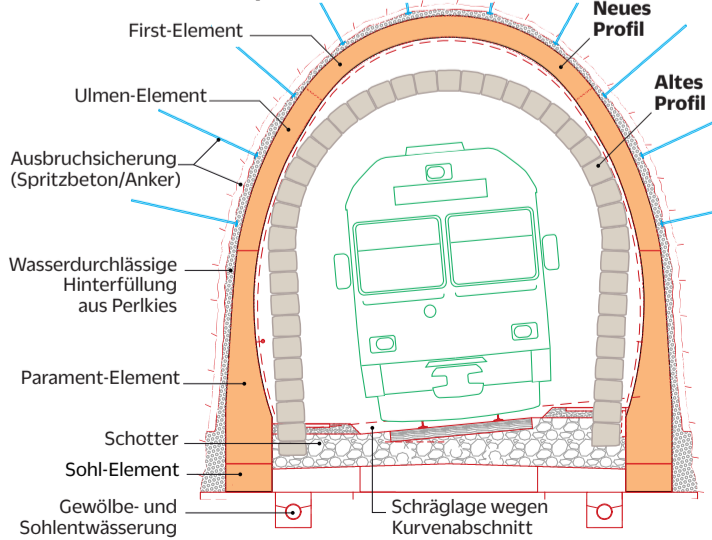 First-Element
Neues
Profil
Ulmen-Element
Altes
Profil
Ausbruchsicherung
(Spritzbeton/Anker)
Wasserdurchlässige
Hinterfüllung
aus Perlkies
Parament-Element
Schotter
Sohl-Element
Gewölbe- und
Sohlentwässerung
Schräglage wegen
Kurvenabschnitt